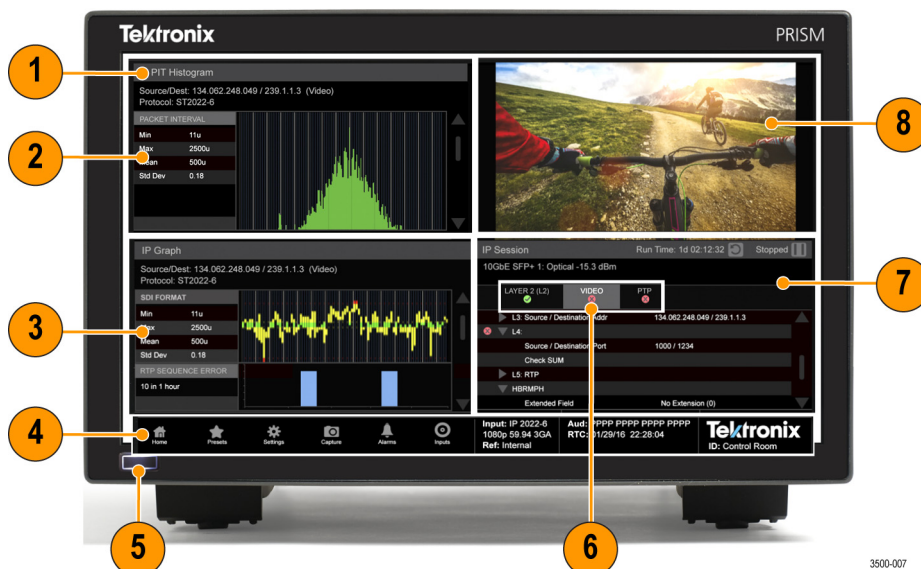 Tektronix
PRISM
1
PIT Histogram
Source/Dest: 134.062.248.049 / 239.1.1.3 (Video)
Protocol: ST2022-6
PACKET INTERVAL
Min 11u
Max 2500u
Mean 500u
Std Dev 0.18
2
8
IP Graph
Source/Dest: 134.062.248.049 / 239.1.1.3 (Video)
Protocol: ST2022-6
SDI FORMAT
Min 11u
Max 2500u
Mean 500u
Std Dev 0.18
RTP SEQUENCE ERROR
10 in 1 hour
3
IP Session
Run Time: 1d 02:12:32
Stopped
10GbE SFP+ 1: Optical -15.3 dBm
LAYER 2 (L2)
VIDEO
PTP
L3: Source / Destination Addr 134.062.248.049 / 239.1.1.3
L4:
Source / Destination Port 1000 / 1234
Check SUM
L5: RTP
HBRMPH
Extended Field No Extension (0)
7
4
Home
Presets
Settings
Capture
Alarms
Inputs
Input: IP 2022-6
1080p 59.94 3GA
Ref: Internal
Aud: PPPP PPPP PPPP PPPP
RTC: 01/29/16 22:28:04
Tektronix
ID: Control Room
5
6
3500-007